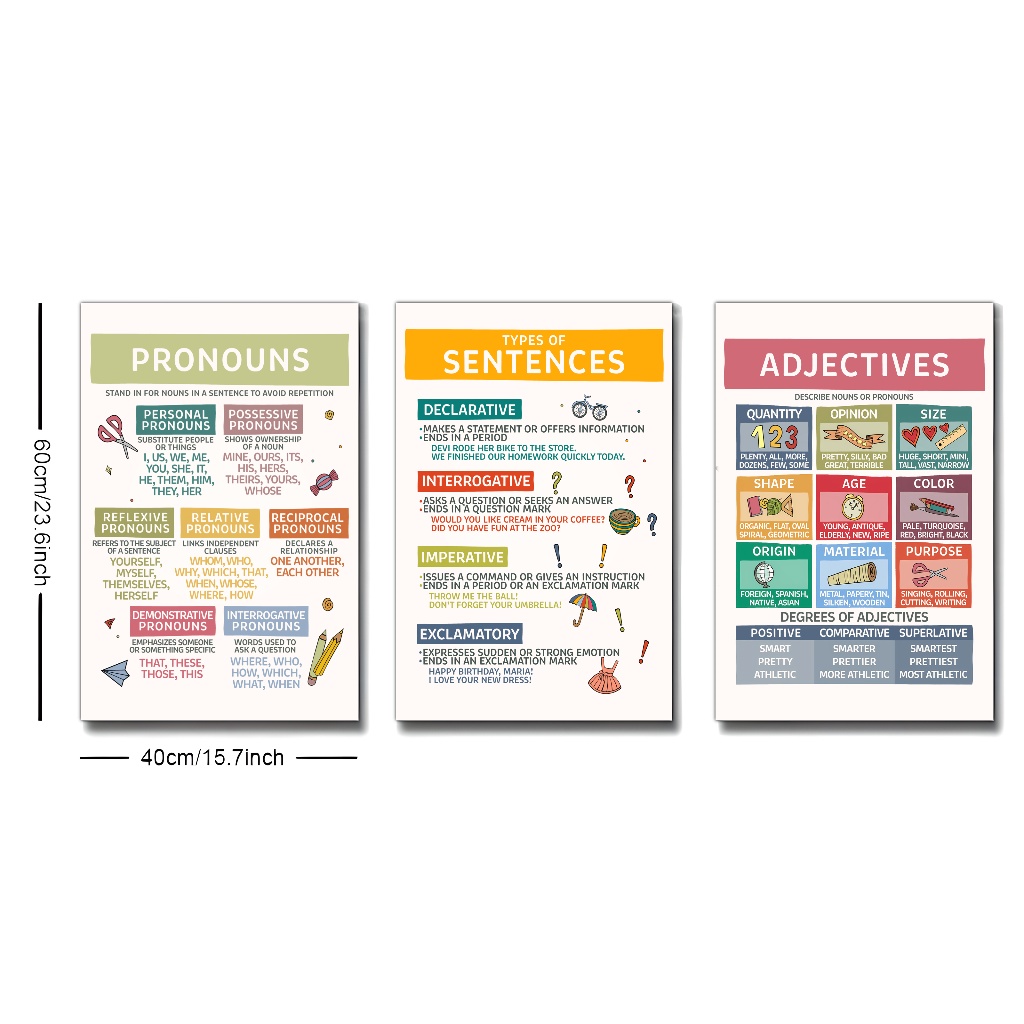 60cm/23.6inch
40cm/15.7inch
PRONOUNS
STAND IN FOR NOUNS IN A SENTENCE TO AVOID REPETITION
PERSONAL
PRONOUNS
SUBSTITUTE PEOPLE
OR THINGS
I, US, WE, ME,
YOU, SHE, IT,
HE, THEM, HIM,
THEY, HER
POSSESSIVE
PRONOUNS
SHOWS OWNERSHIP
OF A NOUN
MINE, OURS, ITS,
HIS, HERS,
THEIRS, YOURS,
WHOSE
REFLEXIVE
PRONOUNS
REFERS TO THE SUBJECT
OF A SENTENCE
YOURSELF,
MYSELF,
THEMSELVES,
HERSELF
RELATIVE
PRONOUNS
LINKS INDEPENDENT
CLAUSES
WHOM, WHO,
WHY, WHICH, THAT,
WHEN, WHOSE,
WHERE, HOW
RECIPROCAL
PRONOUNS
DECLARES A
RELATIONSHIP
ONE ANOTHER,
EACH OTHER
DEMONSTRATIVE
PRONOUNS
EMPHASIZES SOMEONE
OR SOMETHING SPECIFIC
THAT, THESE,
THOSE, THIS
INTERROGATIVE
PRONOUNS
WORDS USED TO
ASK A QUESTION
WHERE, WHO,
HOW, WHICH,
WHAT, WHEN
TYPES OF
SENTENCES
DECLARATIVE
•MAKES A STATEMENT OR OFFERS INFORMATION
•ENDS IN A PERIOD
DEVI RODE HER BIKE TO THE STORE.
WE FINISHED OUR HOMEWORK QUICKLY TODAY.
INTERROGATIVE
? ?
•ASKS A QUESTION OR SEEKS AN ANSWER
•ENDS IN A QUESTION MARK
WOULD YOU LIKE CREAM IN YOUR COFFEE?
DID YOU HAVE FUN AT THE ZOO?
?
IMPERATIVE
! !
•ISSUES A COMMAND OR GIVES AN INSTRUCTION
•ENDS IN A PERIOD OR AN EXCLAMATION MARK
THROW ME THE BALL!
DON'T FORGET YOUR UMBRELLA!
!
EXCLAMATORY
•EXPRESSES SUDDEN OR STRONG EMOTION
•ENDS IN AN EXCLAMATION MARK
HAPPY BIRTHDAY, MARIA!
I LOVE YOUR NEW DRESS!
!
ADJECTIVES
DESCRIBE NOUNS OR PRONOUNS
QUANTITY
123
PLENTY, ALL, MORE,
DOZENS, FEW, SOME
OPINION
PRETTY, SILLY, BAD
GREAT, TERRIBLE
SIZE
HUGE, SHORT, MINI,
TALL, VAST, NARROW
SHAPE
ORGANIC, FLAT, OVAL
SPIRAL, GEOMETRIC
AGE
YOUNG, ANTIQUE,
ELDERLY, NEW, RIPE
COLOR
PALE, TURQUOISE,
RED, BRIGHT, BLACK
ORIGIN
FOREIGN, SPANISH,
NATIVE, ASIAN
MATERIAL
METAL, PAPERY, TIN,
SILKEN, WOODEN
PURPOSE
SINGING, ROLLING,
CUTTING, WRITING
DEGREES OF ADJECTIVES
POSITIVE COMPARATIVE SUPERLATIVE
SMART SMARTER SMARTEST
PRETTY PRETTIER PRETTIEST
ATHLETIC MORE ATHLETIC MOST ATHLETIC